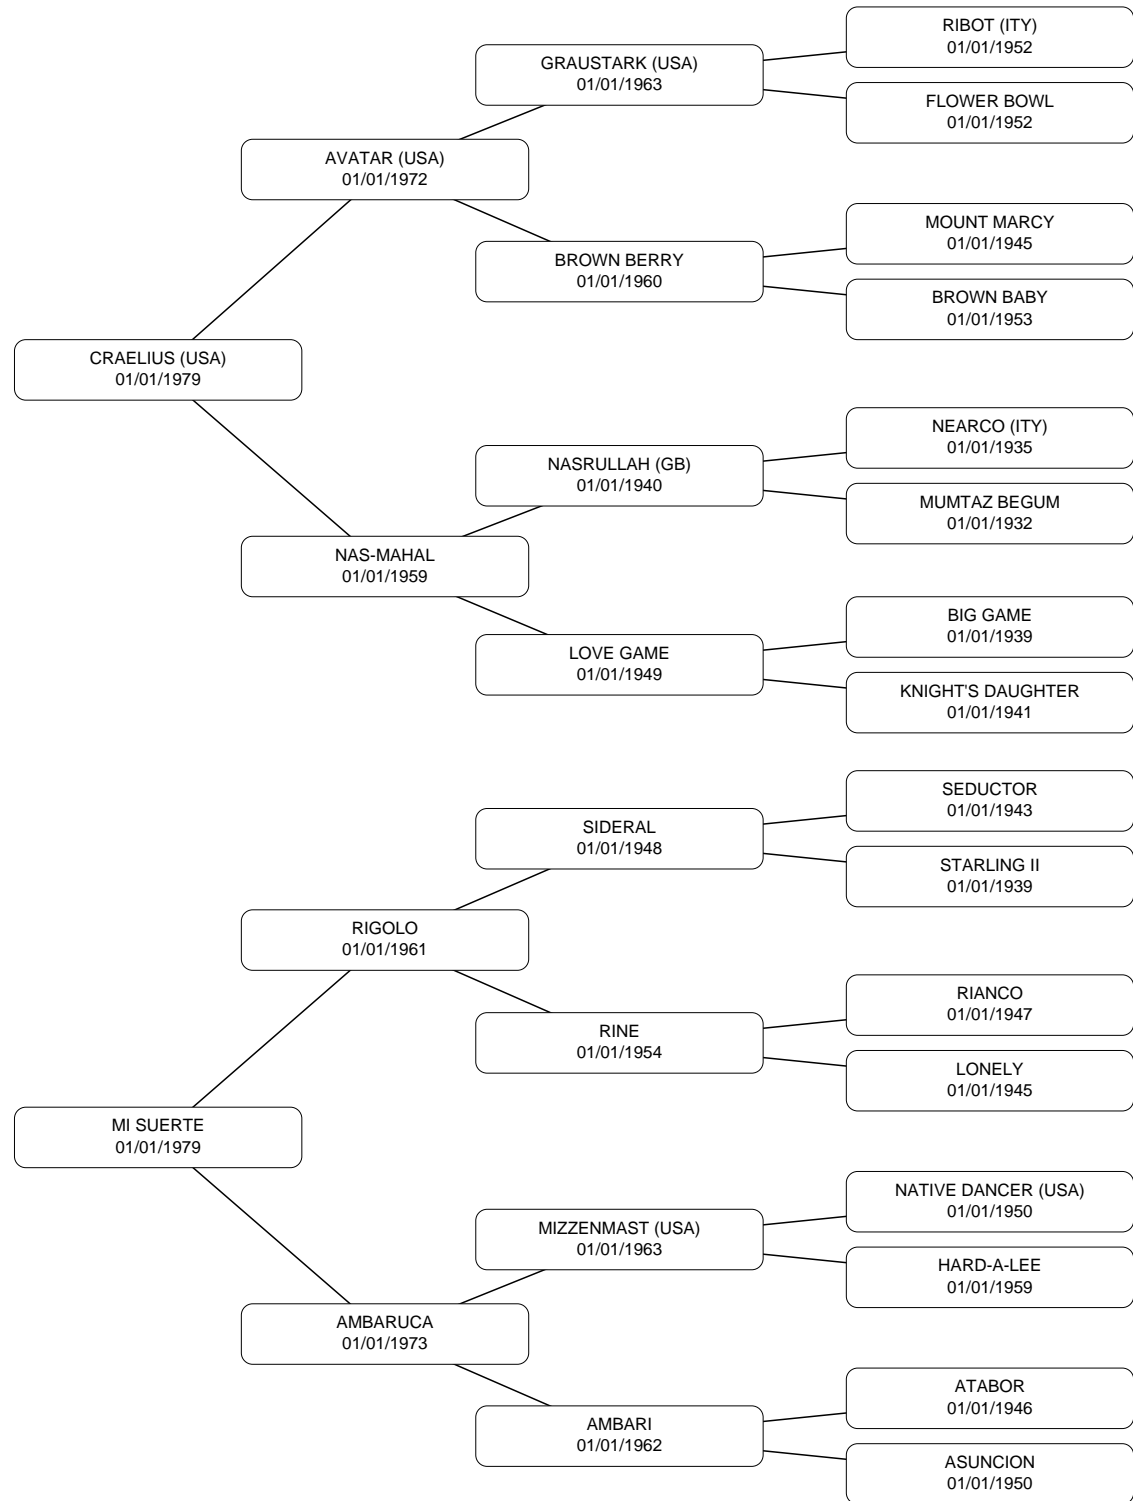 RIBOT (ITY)
01/01/1952
GRAUSTARK (USA)
01/01/1963
FLOWER BOWL
01/01/1952
AVATAR (USA)
01/01/1972
MOUNT MARCY
01/01/1945
BROWN BERRY
01/01/1960
BROWN BABY
01/01/1953
CRAELIUS (USA)
01/01/1979
NEARCO (ITY)
01/01/1935
NASRULLAH (GB)
01/01/1940
MUMTAZ BEGUM
01/01/1932
NAS-MAHAL
01/01/1959
BIG GAME
01/01/1939
LOVE GAME
01/01/1949
KNIGHT'S DAUGHTER
01/01/1941
SEDUCTOR
01/01/1943
SIDERAL
01/01/1948
STARLING II
01/01/1939
RIGOLO
01/01/1961
RIANCO
01/01/1947
RINE
01/01/1954
LONELY
01/01/1945
MI SUERTE
01/01/1979
NATIVE DANCER (USA)
01/01/1950
MIZZENMAST (USA)
01/01/1963
HARD-A-LEE
01/01/1959
AMBARUCA
01/01/1973
ATABOR
01/01/1946
AMBARI
01/01/1962
ASUNCION
01/01/1950